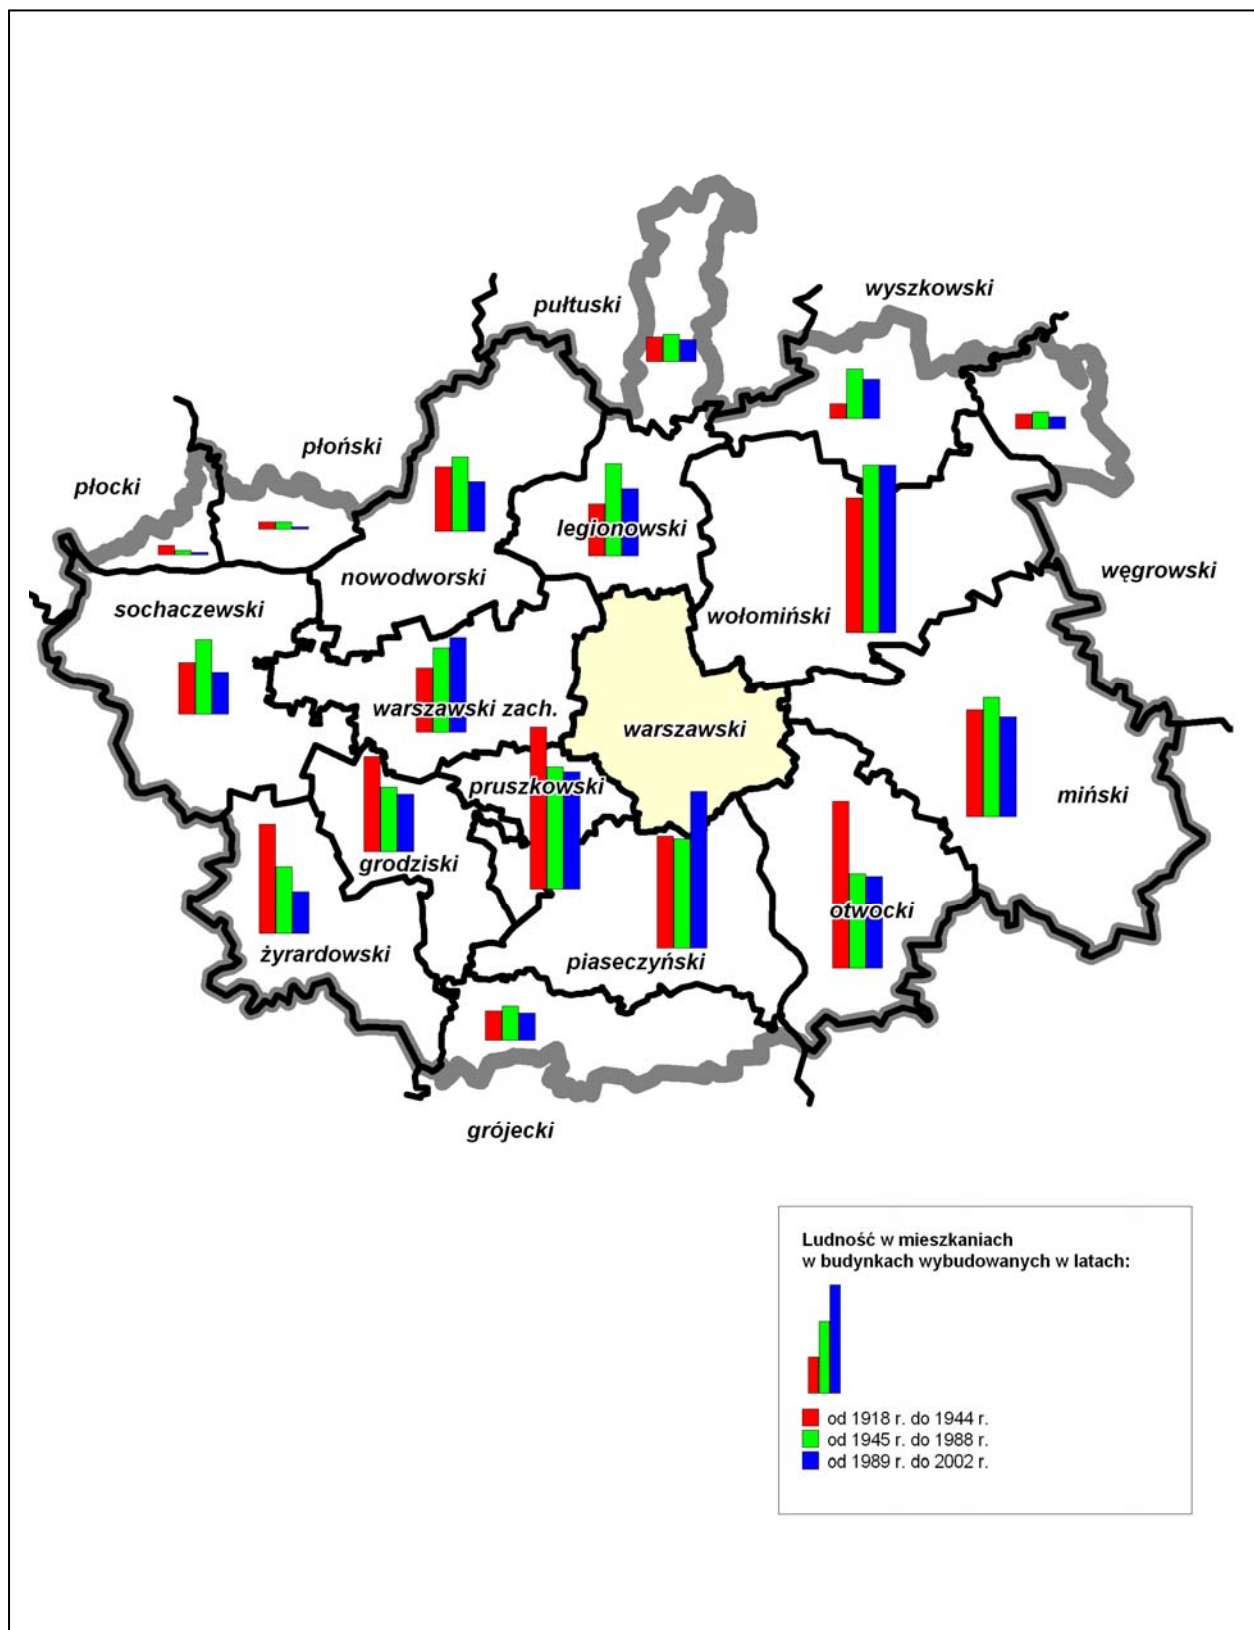 wyszkowski
pułtuski
płoński
płocki
legionowski
węgrowski
nowodworski
sochaczewski
wołomiński
warszawski zach.
warszawski
pruszkowski
miński
grodziski
otwocki
żyrardowski
piaseczyński
grójecki
Ludność w mieszkaniach
w budynkach wybudowanych w latach:
od 1918 r. do 1944 r.
od 1945 r. do 1988 r.
od 1989 r. do 2002 r.